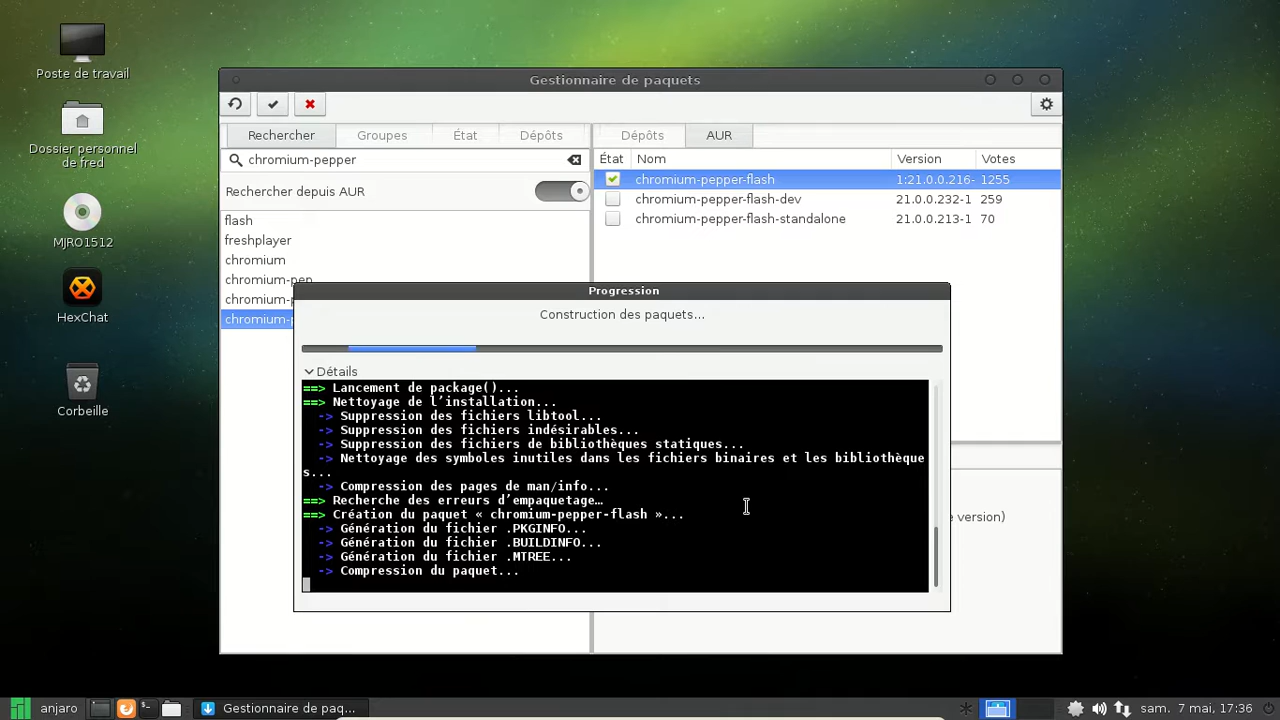 Poste de travail
Dossier personnel
de fred
MJRO1512
HexChat
Corbeille
Gestionnaire de paquets
Rechercher
Groupes
État
Dépôts
Dépôts
AUR
chromium-pepper
Rechercher depuis AUR
flash
freshplayer
chromium
chromium-pep
chromium-p
chromium-p
État Nom Version Votes
chromium-pepper-flash 1:21.0.0.216- 1255
chromium-pepper-flash-dev 21.0.0.232-1 259
chromium-pepper-flash-standalone 21.0.0.213-1 70
e version)
Progression
Construction des paquets...
Détails
==> Lancement de package()...
==> Nettoyage de l’installation...
-> Suppression des fichiers libtool...
-> Suppression des fichiers indésirables...
-> Suppression des fichiers de bibliothèques statiques...
-> Nettoyage des symboles inutiles dans les fichiers binaires et les bibliothèque
s...
-> Compression des pages de man/info...
==> Recherche des erreurs d’empaquetage…
==> Création du paquet « chromium-pepper-flash »...
-> Génération du fichier .PKGINFO...
-> Génération du fichier .BUILDINFO...
-> Génération du fichier .MTREE...
-> Compression du paquet...
anjaro
Gestionnaire de paq...
sam. 7 mai, 17:36